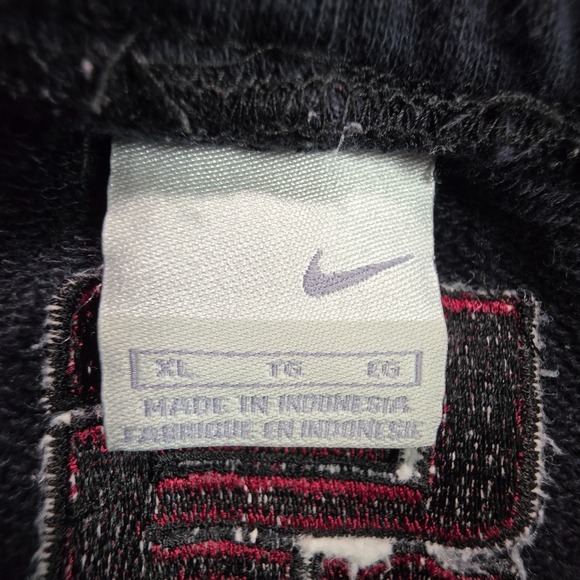 XL TG EG
MADE IN INDONESIA
FABRIQUE EN INDONESIE